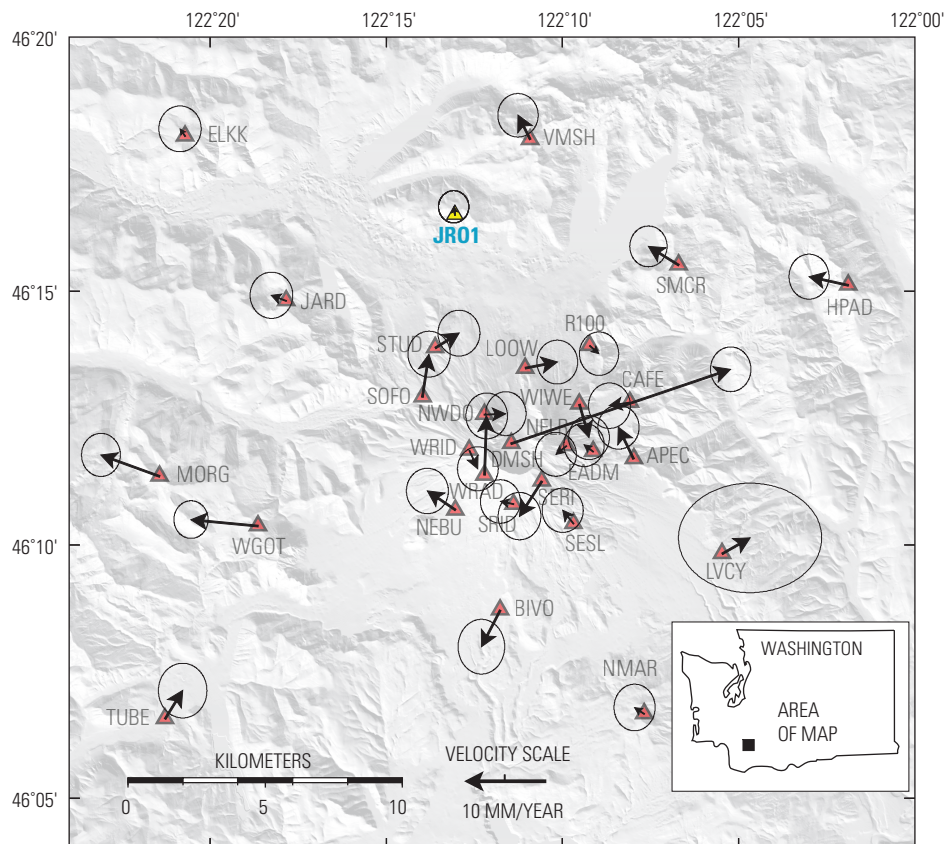 122°20' 122°15' 122°10' 122°05' 122°00'
46°20'
ELKK
VMSH
JRO1
SMCR
46°15'
HPAD
JARD
R100
STUD
LOOW
CAFE
SOFO
WIWE
NWDO
NELR
WRID
DMSH
APEC
EADM
MORG
WRAD
SERI
NEBU
SRID
WGOT
SESL
46°10'
LVCY
BIVO
WASHINGTON
NMAR
AREA
OF MAP
TUBE
KILOMETERS
VELOCITY SCALE
0 5 10
10 MM/YEAR
46°05'